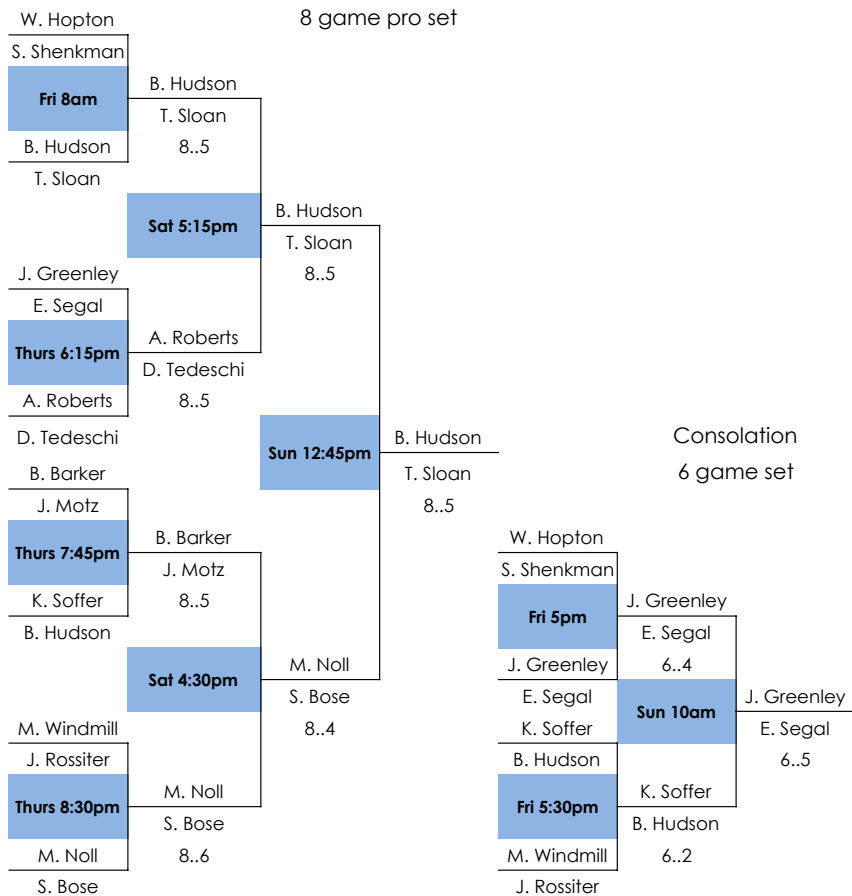 8 game pro set
W. Hopton
S. Shenkman
Fri 8am
B. Hudson
T. Sloan
B. Hudson
T. Sloan
8..5
Sat 5:15pm
B. Hudson
T. Sloan
8..5
J. Greenley
E. Segal
Thurs 6:15pm
A. Roberts
D. Tedeschi
A. Roberts
D. Tedeschi
8..5
Sun 12:45pm
B. Hudson
T. Sloan
8..5
B. Barker
J. Motz
Thurs 7:45pm
K. Soffer
B. Hudson
B. Barker
J. Motz
8..5
Sat 4:30pm
M. Noll
S. Bose
8..4
M. Windmill
J. Rossiter
Thurs 8:30pm
M. Noll
S. Bose
M. Noll
S. Bose
8..6
Consolation
6 game set
W. Hopton
S. Shenkman
Fri 5pm
J. Greenley
E. Segal
J. Greenley
E. Segal
6..4
Sun 10am
J. Greenley
E. Segal
6..5
K. Soffer
B. Hudson
Fri 5:30pm
M. Windmill
J. Rossiter
K. Soffer
B. Hudson
6..2